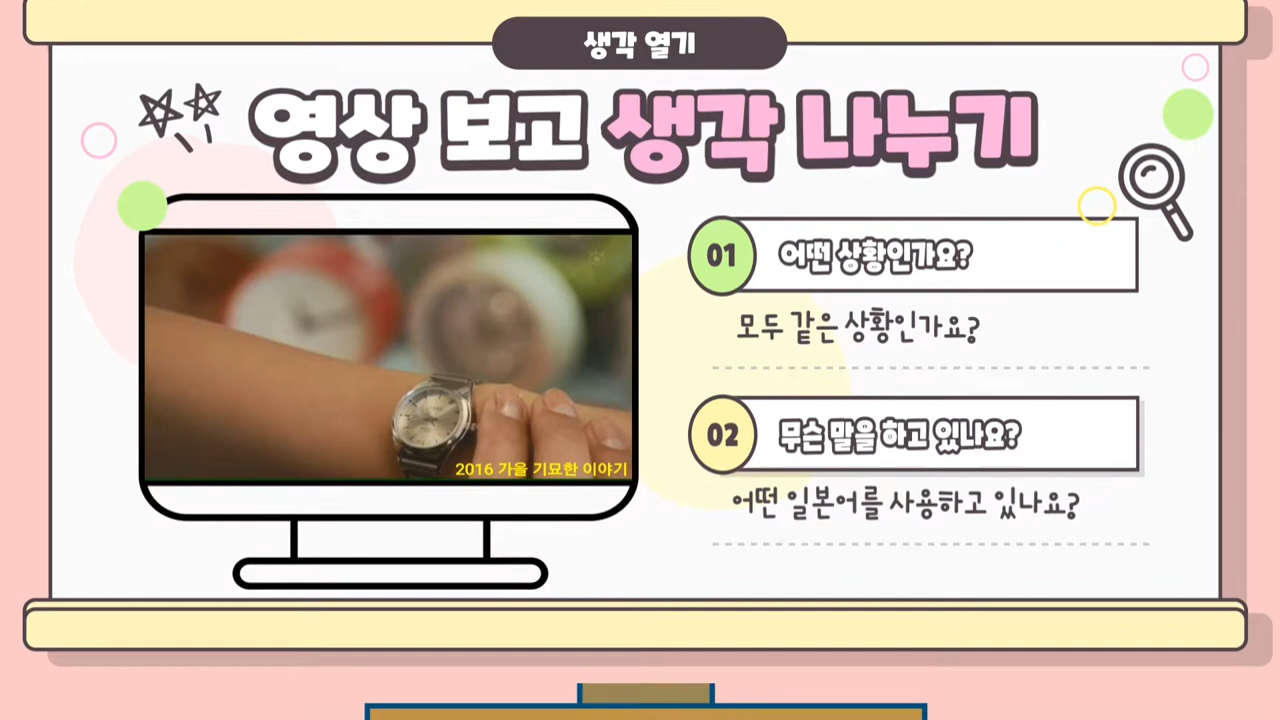 생각 열기
영상 보고 생각 나누기
01 어떤 상황인가요?
모두 같은 상황인가요?
02 무슨 말을 하고 있나요?
어떤 일본어를 사용하고 있나요?
2016 가을 기묘한 이야기